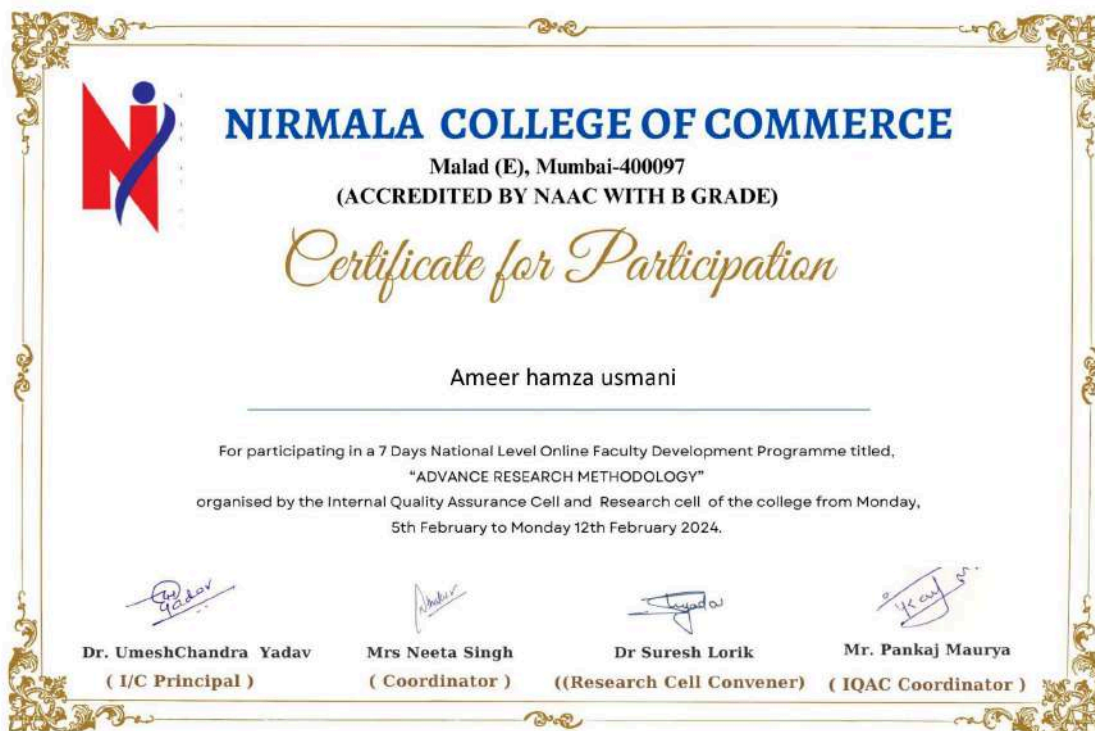 NIRMALA COLLEGE OF COMMERCE
Malad (E), Mumbai-400097
(ACCREDITED BY NAAC WITH B GRADE)
Certificate for Participation
Ameer hamza usmani
For participating in a 7 Days National Level Online Faculty Development Programme titled,
“ADVANCE RESEARCH METHODOLOGY”
organised by the Internal Quality Assurance Cell and Research cell of the college from Monday,
5th February to Monday 12th February 2024.
Dr. UmeshChandra Yadav
( I/C Principal )
Mrs Neeta Singh
( Coordinator )
Dr Suresh Lorik
((Research Cell Convener)
Mr. Pankaj Maurya
( IQAC Coordinator )